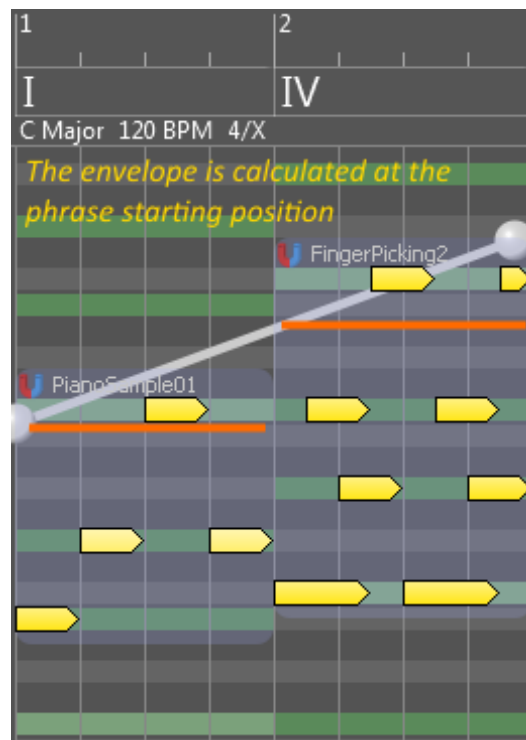 1 2
I IV
C Major 120 BPM 4/X
The envelope is calculated at the
phrase starting position
FingerPicking2
PianoSample01